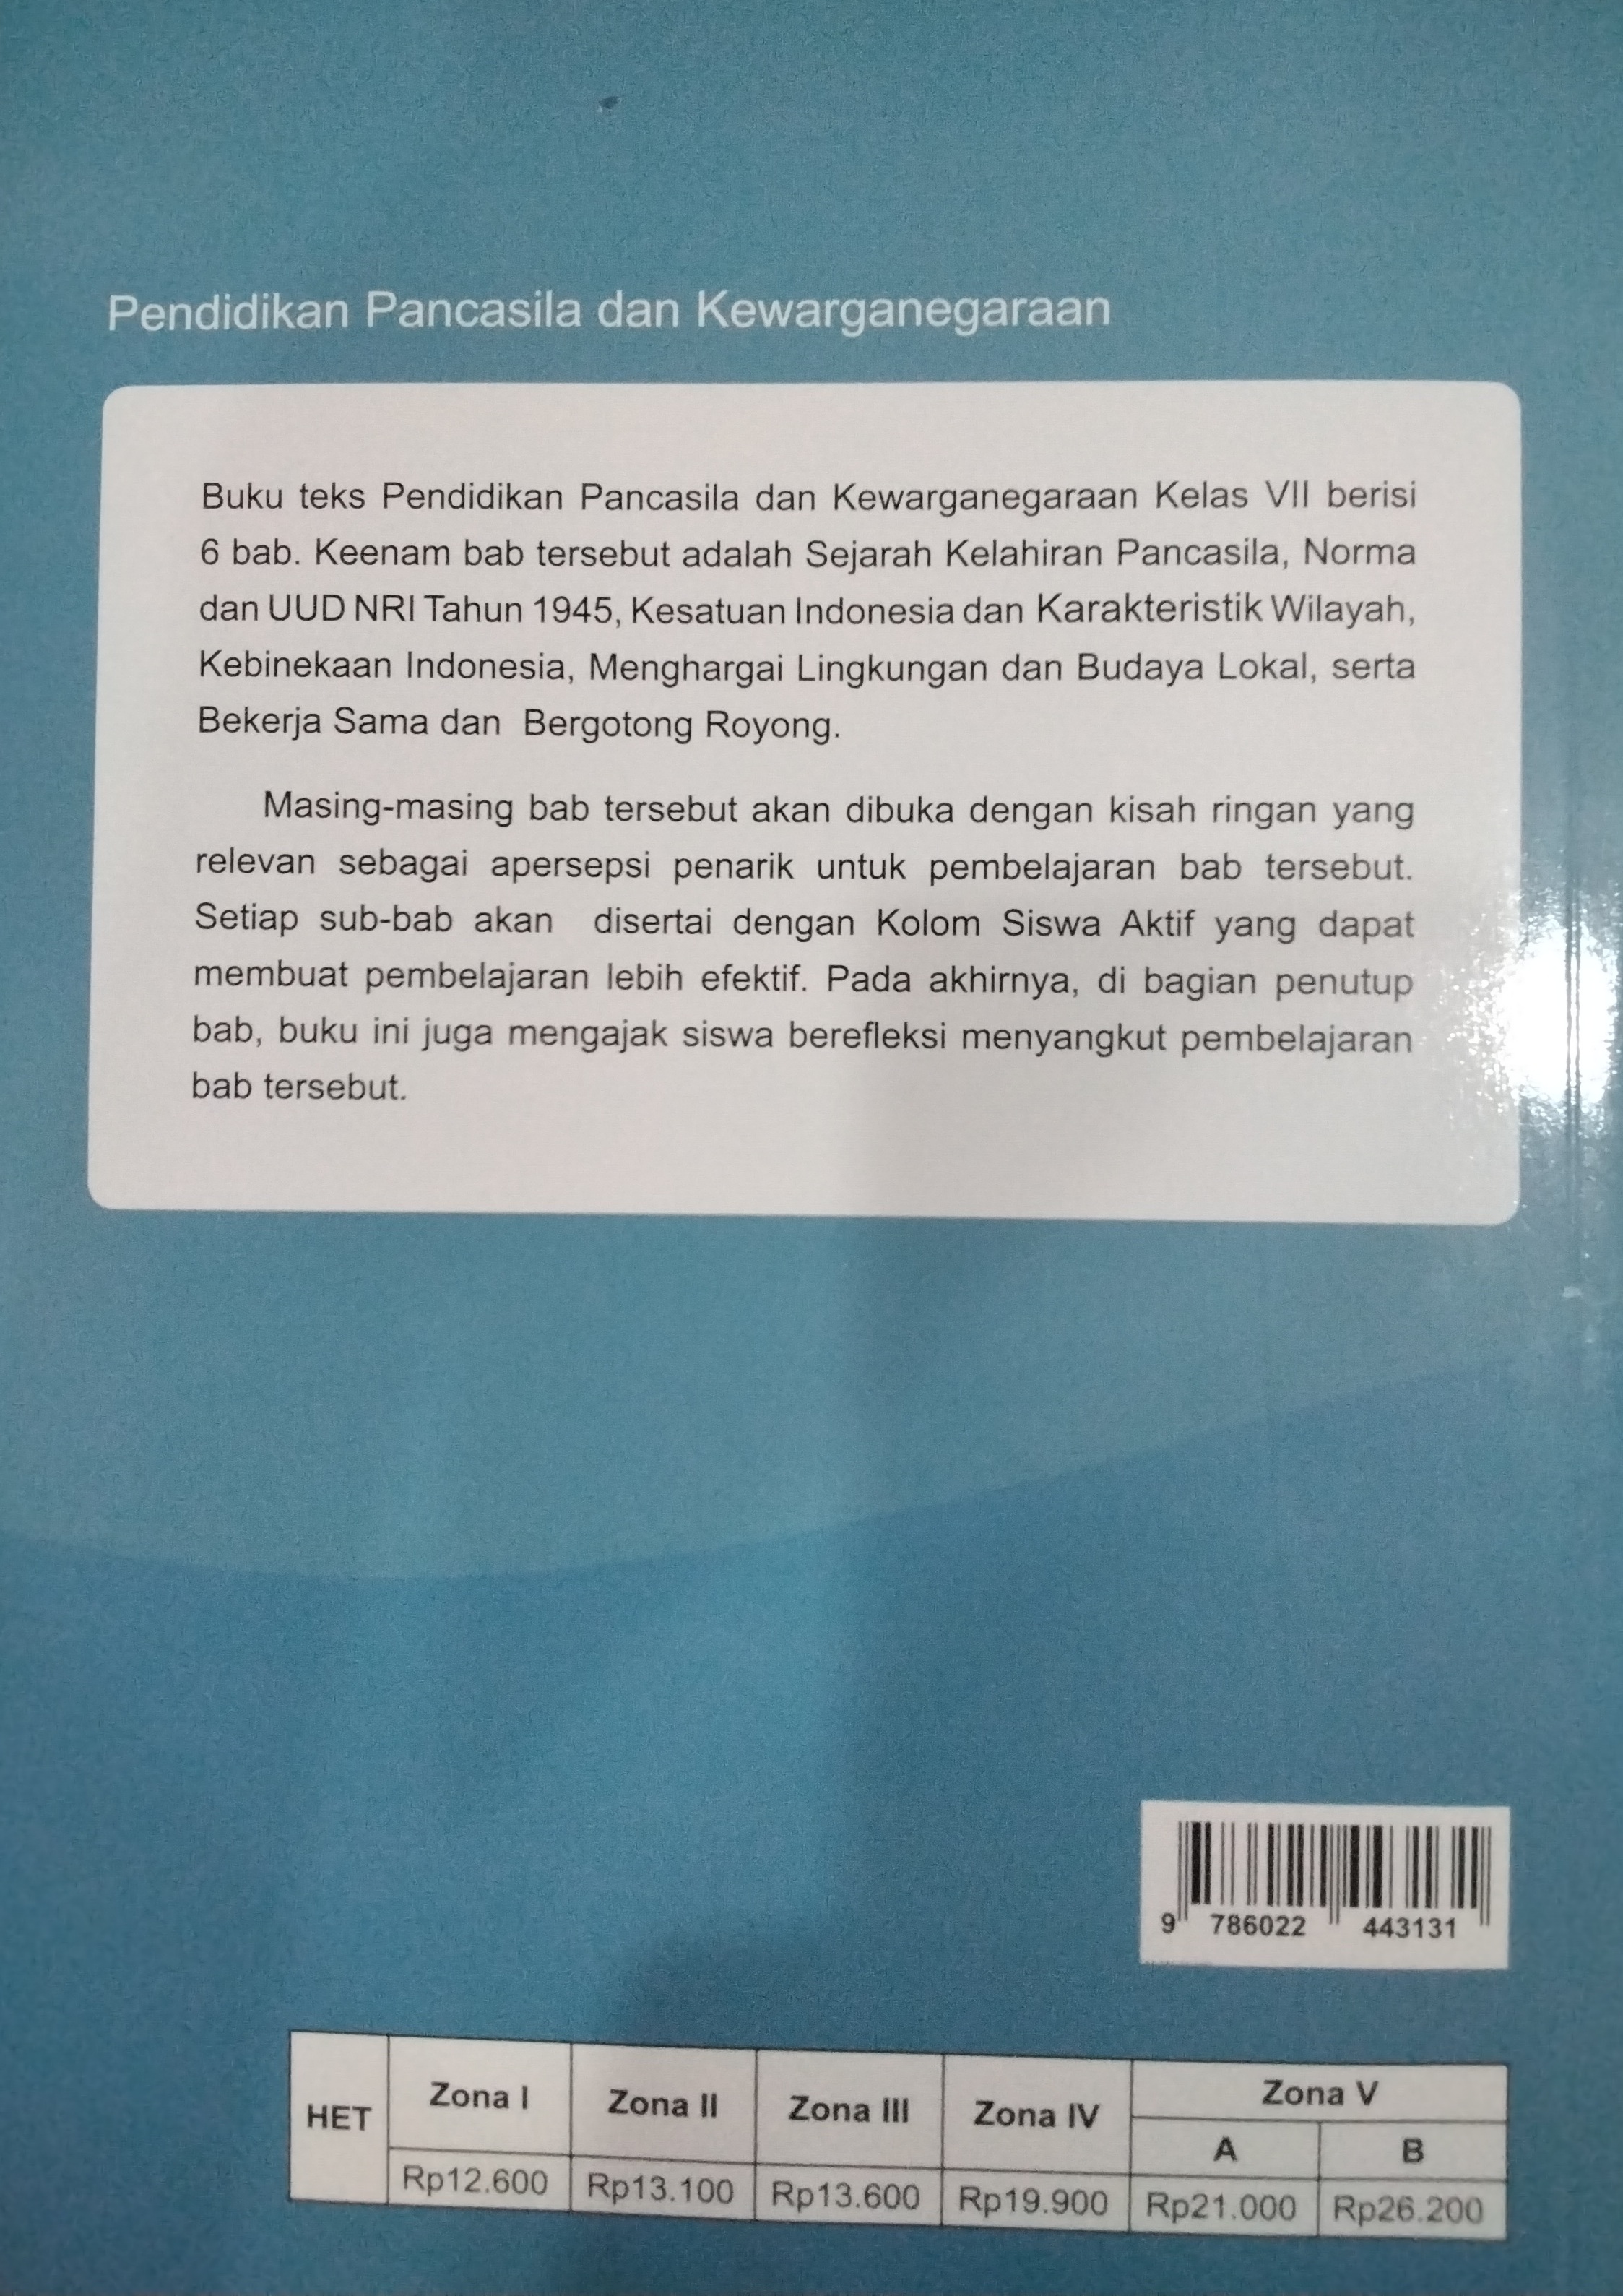 Pendidikan Pancasila dan Kewarganegaraan
Buku teks Pendidikan Pancasila dan Kewarganegaraan Kelas VII berisi
6 bab. Keenam bab tersebut adalah Sejarah Kelahiran Pancasila, Norma
dan UUD NRI Tahun 1945, Kesatuan Indonesia dan Karakteristik Wilayah,
Kebinekaan Indonesia, Menghargai Lingkungan dan Budaya Lokal, serta
Bekerja Sama dan Bergotong Royong.
Masing-masing bab tersebut akan dibuka dengan kisah ringan yang
relevan sebagai apersepsi penarik untuk pembelajaran bab tersebut.
Setiap sub-bab akan disertai dengan Kolom Siswa Aktif yang dapat
membuat pembelajaran lebih efektif. Pada akhirnya, di bagian penutup
bab, buku ini juga mengajak siswa berefleksi menyangkut pembelajaran
bab tersebut.
9 786022 443131
HET Zona I Zona II Zona III Zona IV Zona V
A B
Rp12.600 Rp13.100 Rp13.600 Rp19.900 Rp21.000 Rp26.200